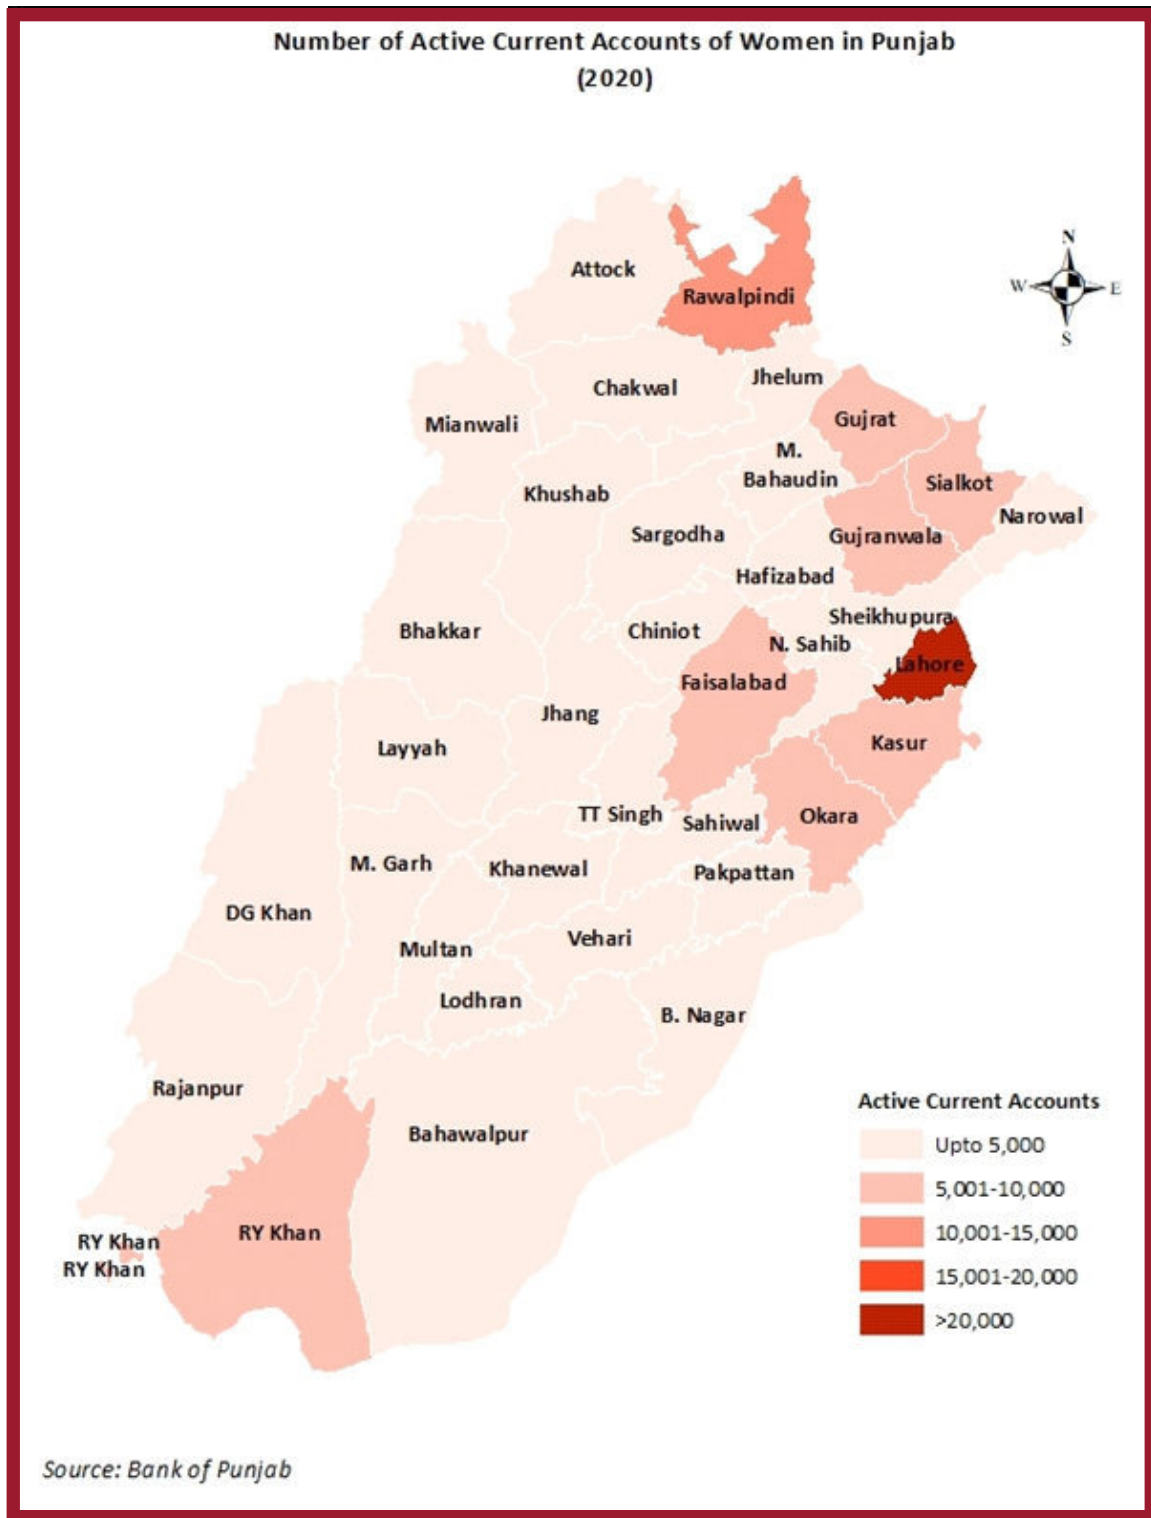 Number of Active Current Accounts of Women in Punjab
(2020)
N
W
E
S
Attock
Rawalpindi
Chakwal
Jhelum
Mianwali
Gujrat
M.
Bahaudin
Khushab
Sialkot
Narowal
Sargodha
Gujranwala
Hafizabad
Sheikhupura
Bhakkar
Chiniot
N. Sahib
Lahore
Faisalabad
Jhang
Layyah
Kasur
TT Singh
Sahiwal
Okara
M. Garh
Khanewal
Pakpattan
DG Khan
Multan
Vehari
Lodhran
B. Nagar
Rajanpur
Bahawalpur
RY Khan
RY Khan
RY Khan
Active Current Accounts
Upto 5,000
5,001-10,000
10,001-15,000
15,001-20,000
>20,000
Source: Bank of Punjab